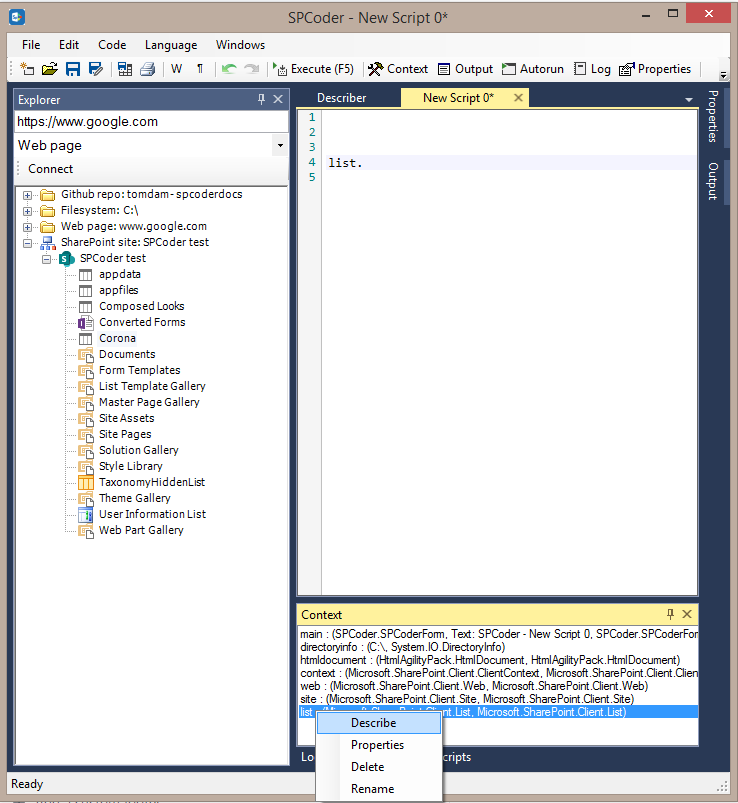 SPCoder - New Script 0*
File Edit Code Language Windows
W ¶ Execute (F5) Context Output Autorun Log Properties
Explorer
https://www.google.com
Web page
Connect
Github repo: tomdam-spcoderdocs
Filesystem: C:\
Web page: www.google.com
SharePoint site: SPCoder test
SPCoder test
appdata
appfiles
Composed Looks
Converted Forms
Corona
Documents
Form Templates
List Template Gallery
Master Page Gallery
Site Assets
Site Pages
Solution Gallery
Style Library
TaxonomyHiddenList
Theme Gallery
User Information List
Web Part Gallery
Describer New Script 0*
1
2
3
4 list.
5
Properties
Output
Context
main : (SPCoder.SPCoderForm, Text: SPCoder - New Script 0, SPCoder.SPCoderFor
directoryinfo : (C:\, System.IO.DirectoryInfo)
htmldocument : (HtmlAgilityPack.HtmlDocument, HtmlAgilityPack.HtmlDocument)
context : (Microsoft.SharePoint.Client.ClientContext, Microsoft.SharePoint.Client.Clien
web : (Microsoft.SharePoint.Client.Web, Microsoft.SharePoint.Client.Web)
site : (Microsoft.SharePoint.Client.Site, Microsoft.SharePoint.Client.Site)
list : (Microsoft.SharePoint.Client.List, Microsoft.SharePoint.Client.List)
Describe
Properties
Delete
Rename
Lo
cripts
Ready